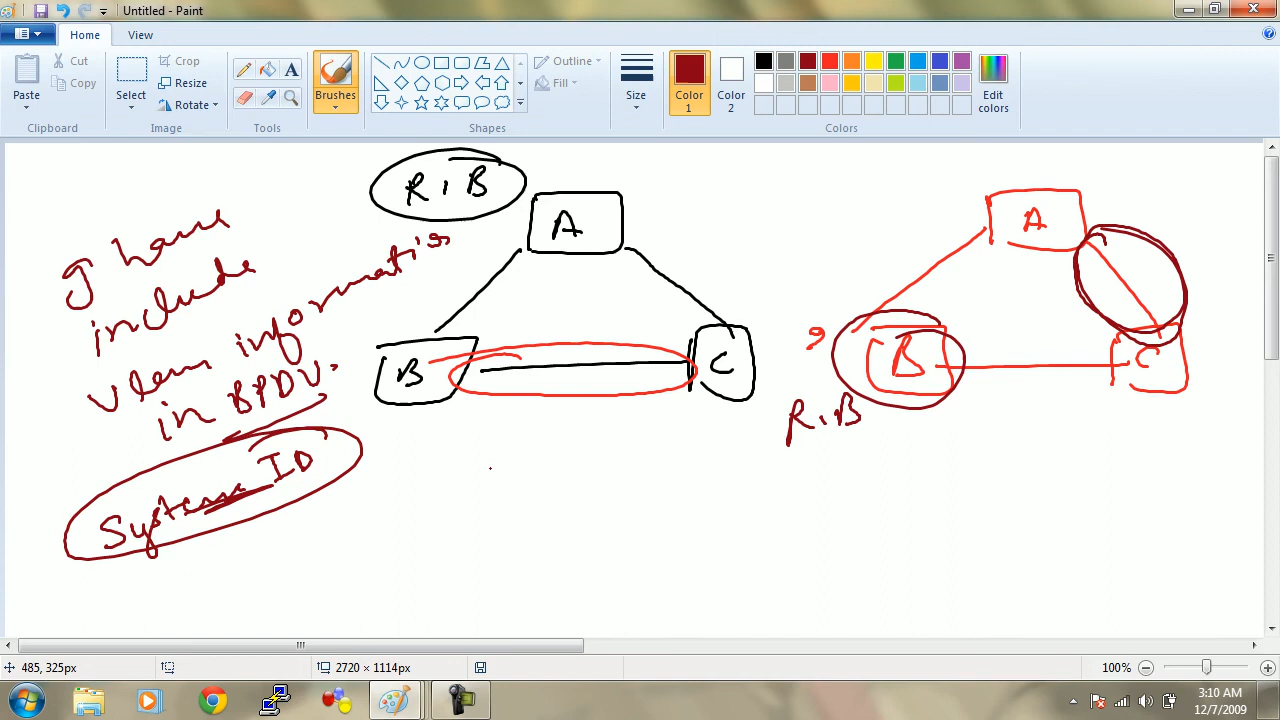 Untitled - Paint
Home
View
Cut
Copy
Paste
Clipboard
Select
Crop
Resize
Rotate
Image
Tools
Brushes
Outline
Fill
Shapes
Size
Color 1
Color 2
Edit colors
Colors
R.B
A
B
C
I have
include
vlan information
in BPDU.
System ID
A
B
C
R.B
485, 325px
2720 x 1114px
100%
3:10 AM
12/7/2009